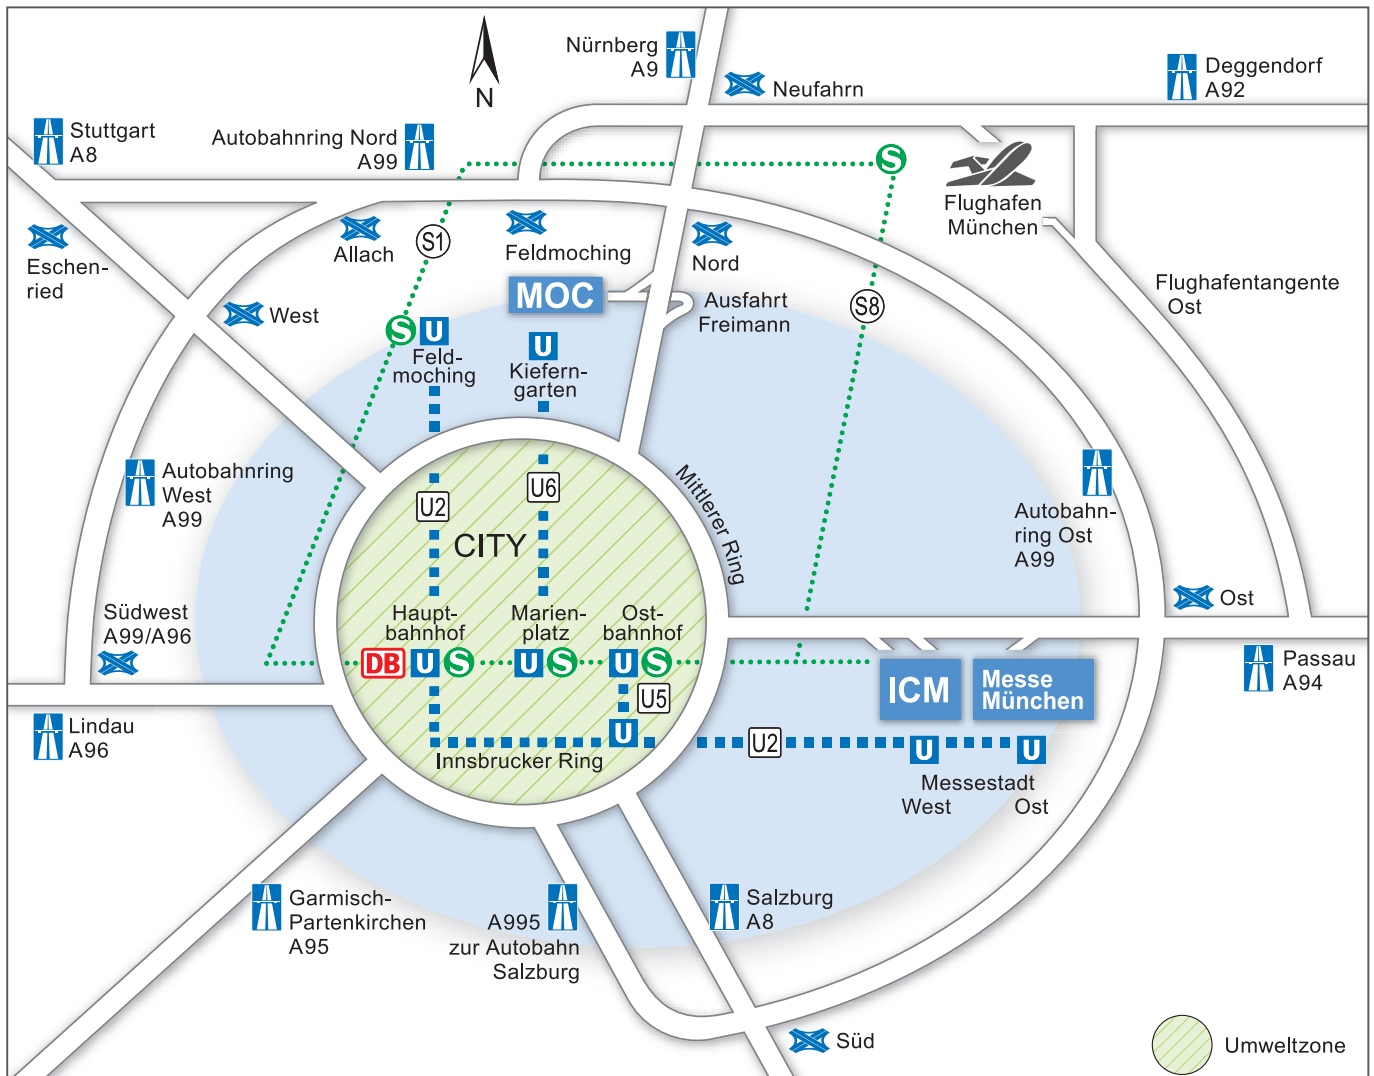 Nürnberg
A9
Neufahrn
Deggendorf
A92
N
Stuttgart
A8
Autobahnring Nord
A99
S
Flughafen
München
S1
Allach
Feldmoching
Nord
Eschen-
ried
West
MOC
Ausfahrt
Freimann
S8
Flughafentangente
Ost
S U
Feld-
moching
U
Kiefern-
garten
Autobahnring
West
A99
U2
U6
Mittlerer Ring
CITY
Autobahn-
ring Ost
A99
Südwest
A99/A96
Haupt-
bahnhof
Marien-
platz
Ost-
bahnhof
Ost
DB U S
U S
U S
U5
U
ICM
Messe
München
Passau
A94
Lindau
A96
Innsbrucker Ring
U2
U
U
Messestadt
West Ost
Garmisch-
Partenkirchen
A95
A995
zur Autobahn
Salzburg
Salzburg
A8
Süd
Umweltzone